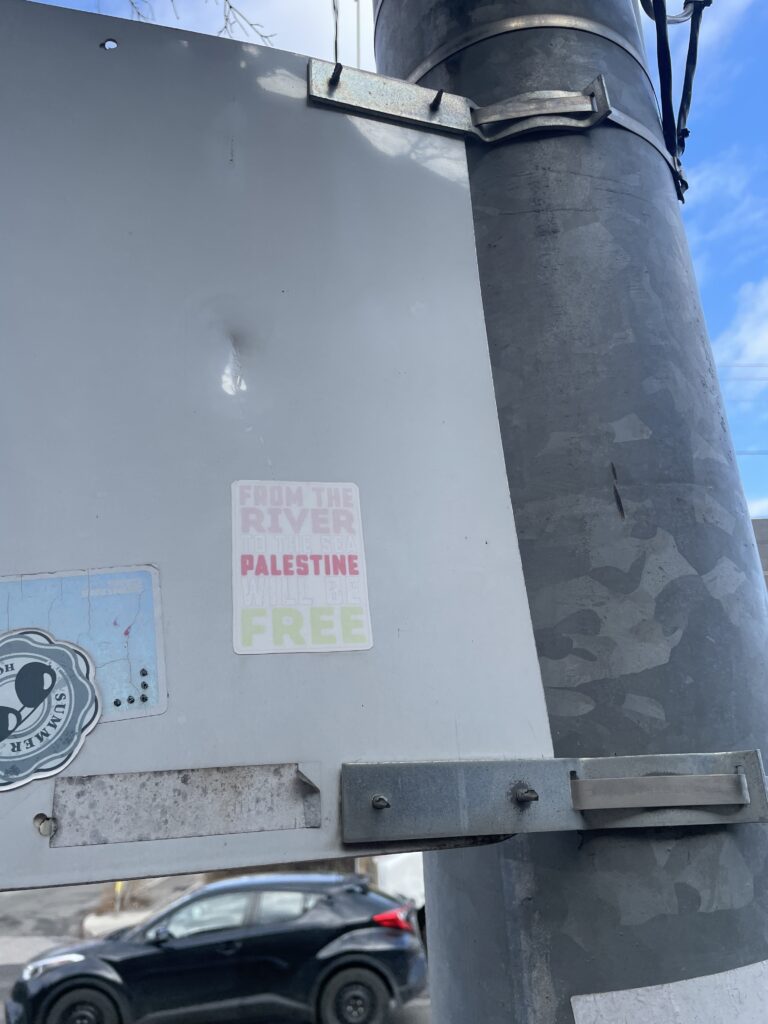 FROM THE
RIVER
TO THE SEA
PALESTINE
WILL BE
FREE
SUMMER